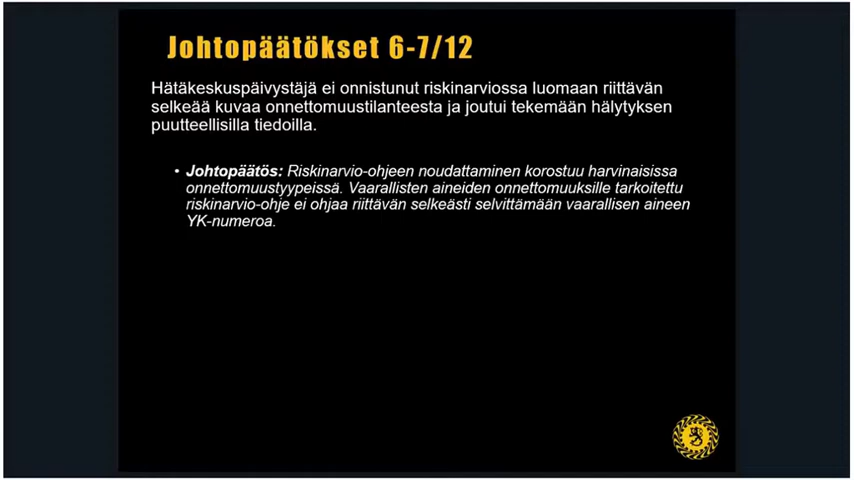 Johtopäätökset 6-7/12
Hätäkeskuspäivystäjä ei onnistunut riskinarviossa luomaan riittävän
selkeää kuvaa onnettomuustilanteesta ja joutui tekemään hälytyksen
puutteellisilla tiedoilla.
• Johtopäätös: Riskinarvio-ohjeen noudattaminen korostuu harvinaisissa
onnettomuustyypeissä. Vaarallisten aineiden onnettomuuksille tarkoitettu
riskinarvio-ohje ei ohjaa riittävän selkeästi selvittämään vaarallisen aineen
YK-numeroa.